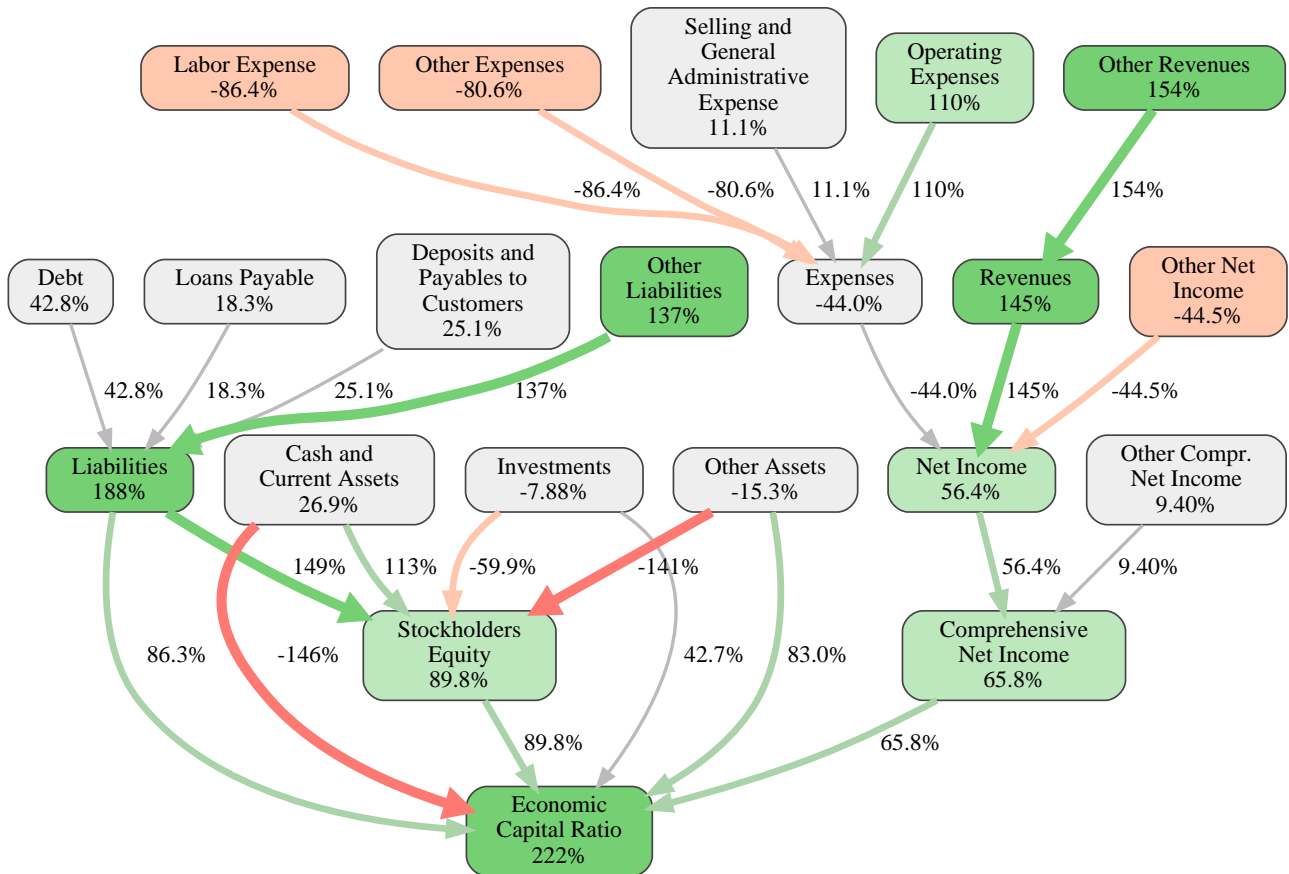 Selling and
General
Administrative
Expense
11.1%
Labor Expense
-86.4%
Other Expenses
-80.6%
Operating
Expenses
110%
Other Revenues
154%
-86.4%
-80.6%
11.1%
110%
154%
Debt
42.8%
Loans Payable
18.3%
Deposits and
Payables to
Customers
25.1%
Other
Liabilities
137%
Expenses
-44.0%
Revenues
145%
Other Net
Income
-44.5%
42.8%
18.3%
25.1%
137%
-44.0%
145%
-44.5%
Liabilities
188%
Cash and
Current Assets
26.9%
Investments
-7.88%
Other Assets
-15.3%
Net Income
56.4%
Other Compr.
Net Income
9.40%
149%
113%
-59.9%
-141%
56.4%
9.40%
Stockholders
Equity
89.8%
Comprehensive
Net Income
65.8%
86.3%
-146%
42.7%
83.0%
89.8%
65.8%
Economic
Capital Ratio
222%